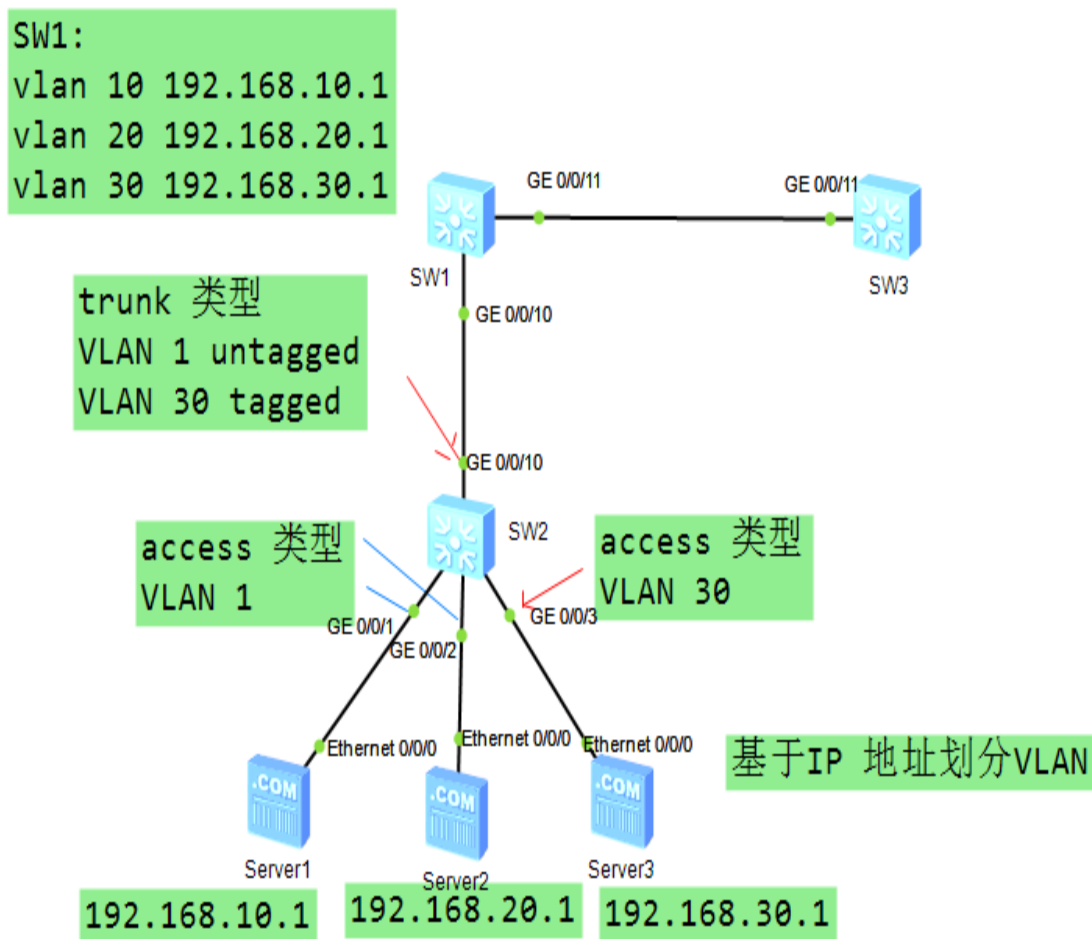 SW1:
vlan 10 192.168.10.1
vlan 20 192.168.20.1
vlan 30 192.168.30.1
GE 0/0/11
GE 0/0/11
SW1
SW3
trunk 类型
VLAN 1 untagged
VLAN 30 tagged
GE 0/0/10
GE 0/0/10
SW2
access 类型
VLAN 1
access 类型
VLAN 30
GE 0/0/1
GE 0/0/2
GE 0/0/3
Ethernet 0/0/0
Ethernet 0/0/0
Ethernet 0/0/0
基于IP 地址划分VLAN
.COM
.COM
.COM
Server1
Server2
Server3
192.168.10.1
192.168.20.1
192.168.30.1